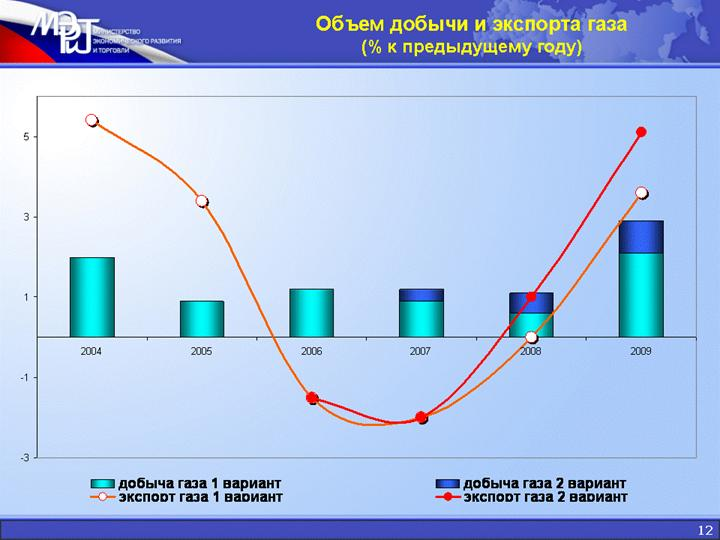 МЭРиТ
МИНИСТЕРСТВО
ЭКОНОМИЧЕСКОГО РАЗВИТИЯ
И ТОРГОВЛИ
Объем добычи и экспорта газа
(% к предыдущему году)
5
3
1
-1
-3
2004 2005 2006 2007 2008 2009
добыча газа 1 вариант добыча газа 2 вариант
экспорт газа 1 вариант экспорт газа 2 вариант
12